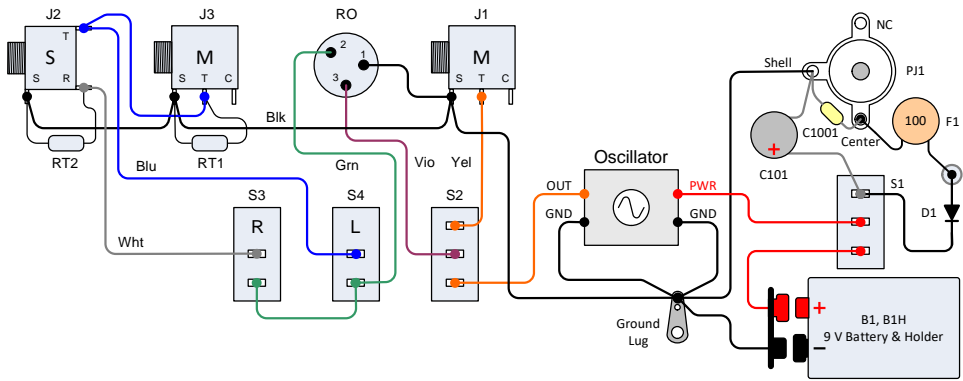 J2
J3
RO
J1
NC
T
S
M
2
1
3
M
Shell
PJ1
S
R
S
T
C
S
T
C
100
F1
Blk
C1001
Center
RT2
RT1
Vio
Yel
+
C101
Blu
Grn
Oscillator
S1
S3
S4
S2
OUT
PWR
D1
R
L
GND
GND
Wht
+
B1, B1H
9 V Battery & Holder
−
Ground
Lug